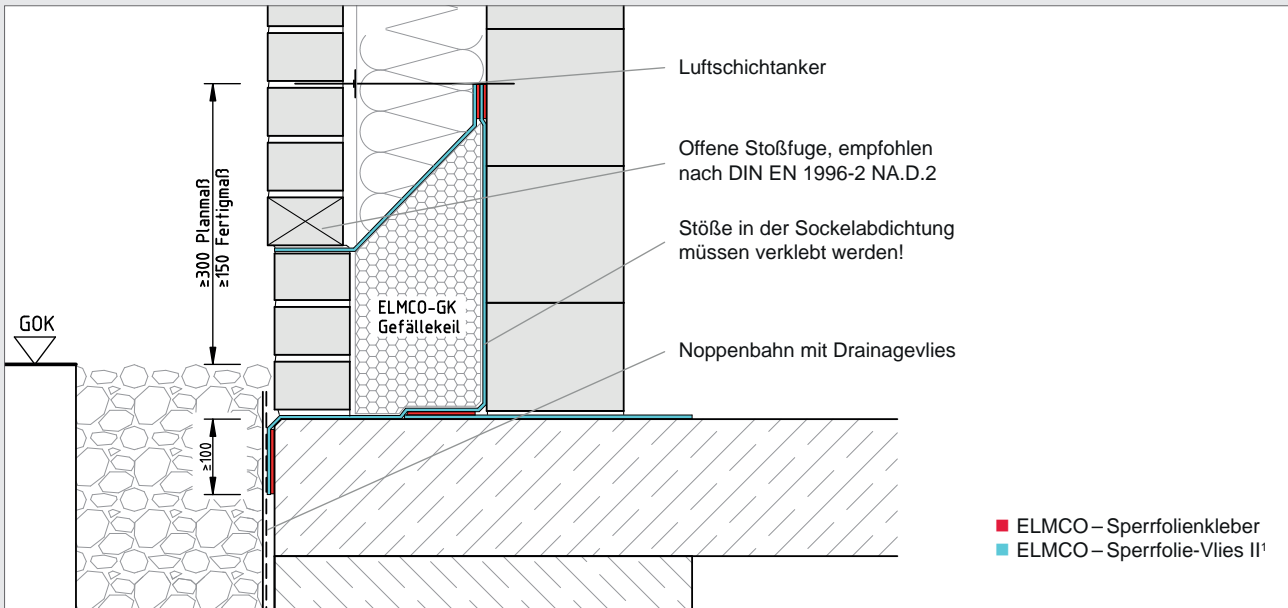 Luftschichtanker
Offene Stoßfuge, empfohlen
nach DIN EN 1996-2 NA.D.2
Stöße in der Sockelabdichtung
müssen verklebt werden!
≥300 Planmaß
≥150 Fertigmaß
ELMCO-GK
Gefällekeil
GOK
Noppenbahn mit Drainagevlies
≥100
ELMCO – Sperrfolienkleber
ELMCO – Sperrfolie-Vlies II¹